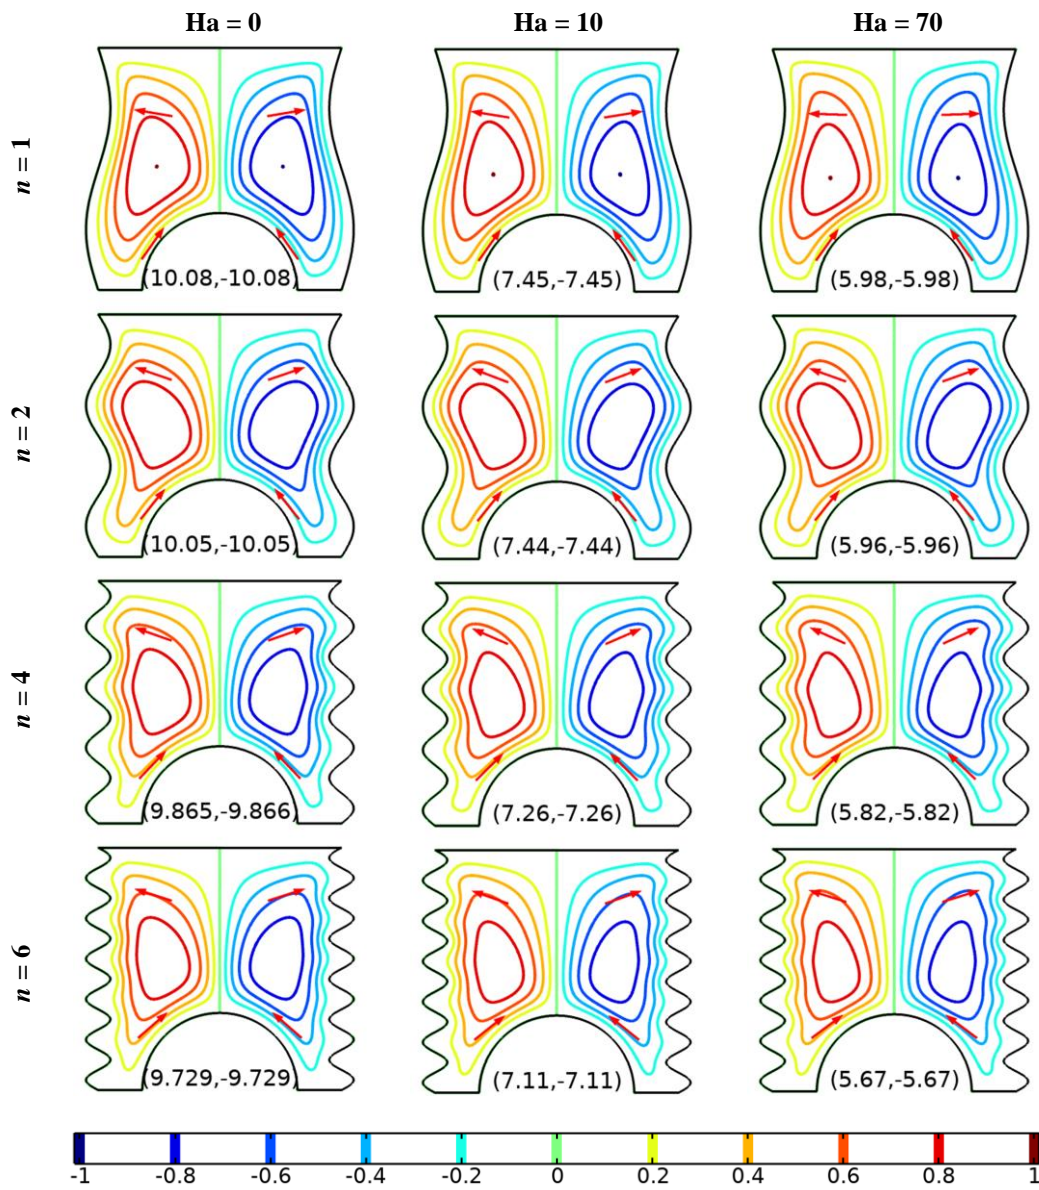 Ha = 0 Ha = 10 Ha = 70
n = 1
(10.08,-10.08) (7.45,-7.45) (5.98,-5.98)
n = 2
(10.05,-10.05) (7.44,-7.44) (5.96,-5.96)
n = 4
(9.865,-9.866) (7.26,-7.26) (5.82,-5.82)
n = 6
(9.729,-9.729) (7.11,-7.11) (5.67,-5.67)
-1 -0.8 -0.6 -0.4 -0.2 0 0.2 0.4 0.6 0.8 1